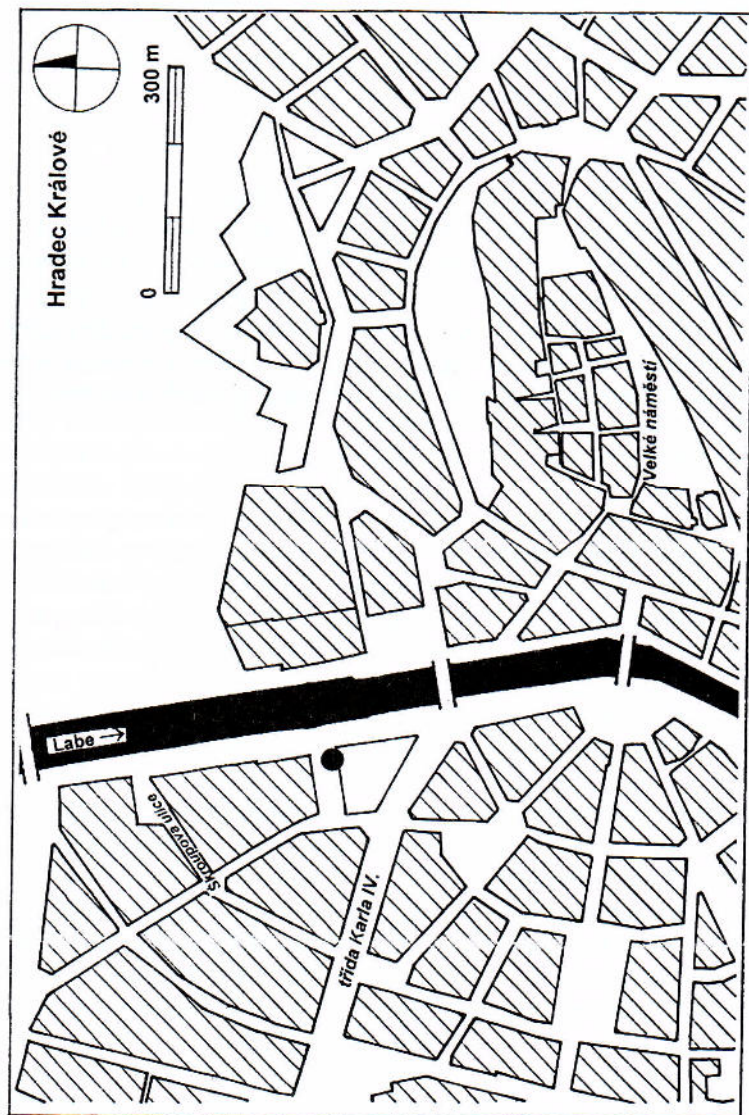 Hradec Králové
0 300 m
Labe
Škroupova ulice
třída Karla IV.
Velké náměstí